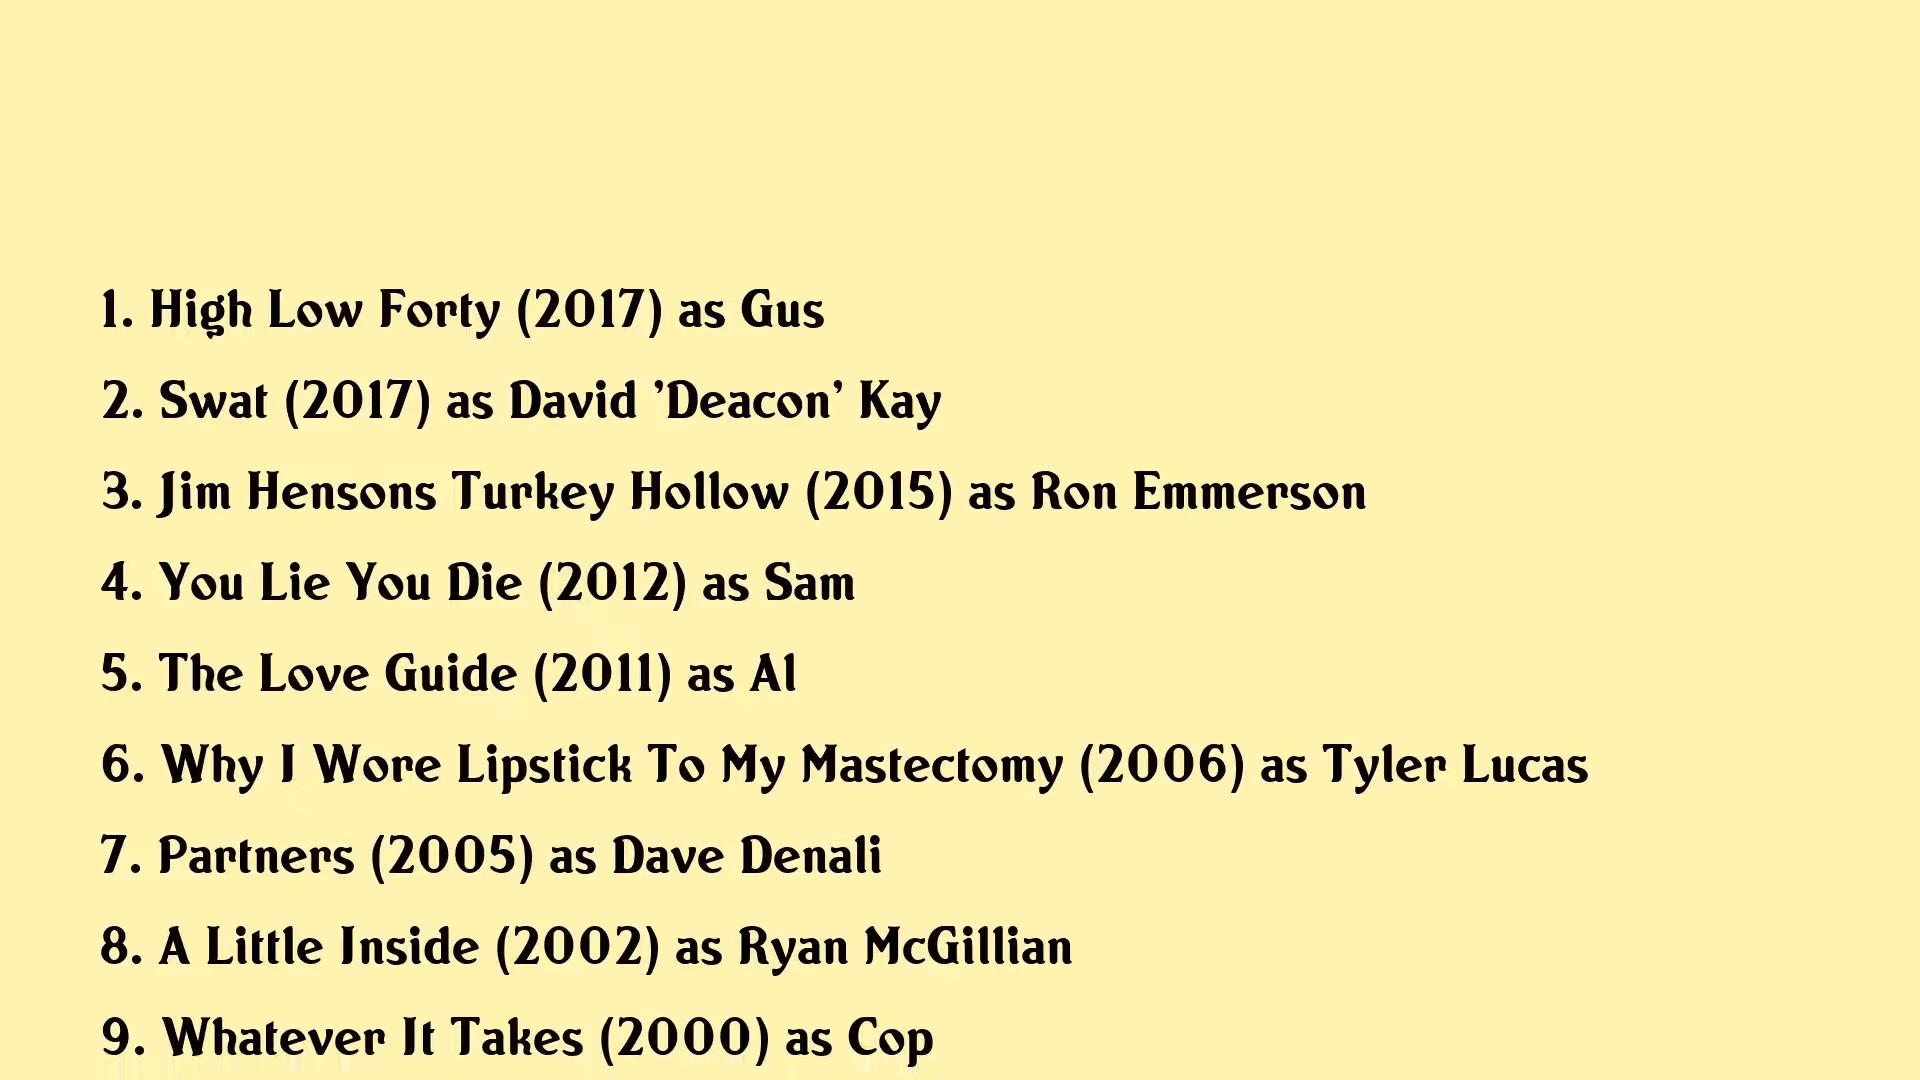 1. High Low Forty (2017) as Gus
2. Swat (2017) as David 'Deacon' Kay
3. Jim Hensons Turkey Hollow (2015) as Ron Emmerson
4. You Lie You Die (2012) as Sam
5. The Love Guide (2011) as Al
6. Why I Wore Lipstick To My Mastectomy (2006) as Tyler Lucas
7. Partners (2005) as Dave Denali
8. A Little Inside (2002) as Ryan McGillian
9. Whatever It Takes (2000) as Cop